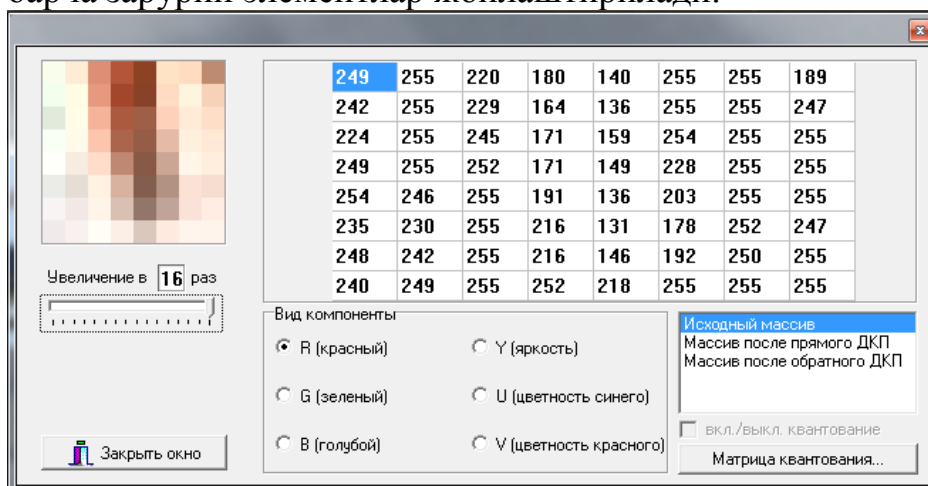 барча зарурий элементлар жойлаштирилади.
249 255 220 180 140 255 255 189
242 255 229 164 136 255 255 247
224 255 245 171 159 254 255 255
249 255 252 171 149 228 255 255
254 246 255 191 136 203 255 255
235 230 255 216 131 178 252 247
248 242 255 216 146 192 250 255
240 249 255 252 218 255 255 255
Увеличение в 16 раз
Закрыть окно
Вид компоненты
R (красный)
G (зеленый)
B (голубой)
Y (яркость)
U (цветность синего)
V (цветность красного)
Исходный массив
Массив после прямого ДКП
Массив после обратного ДКП
вкл./выкл. квантование
Матрица квантования...